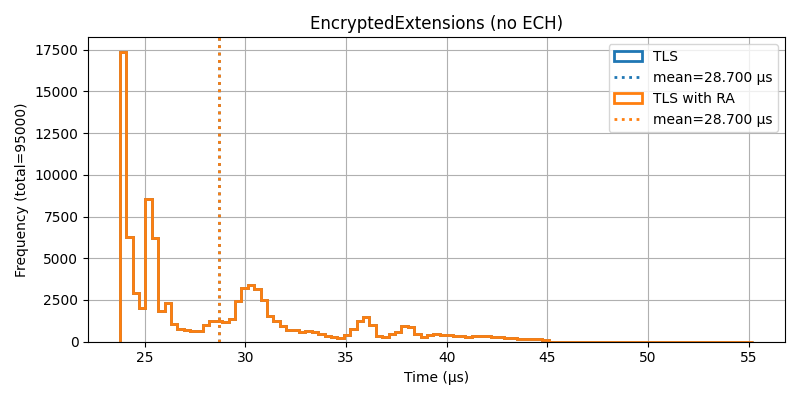 EncryptedExtensions (no ECH)
Frequency (total=95000)
17500
15000
12500
10000
7500
5000
2500
0
TLS
mean=28.700 µs
TLS with RA
mean=28.700 µs
25
30
35
40
45
50
55
Time (µs)